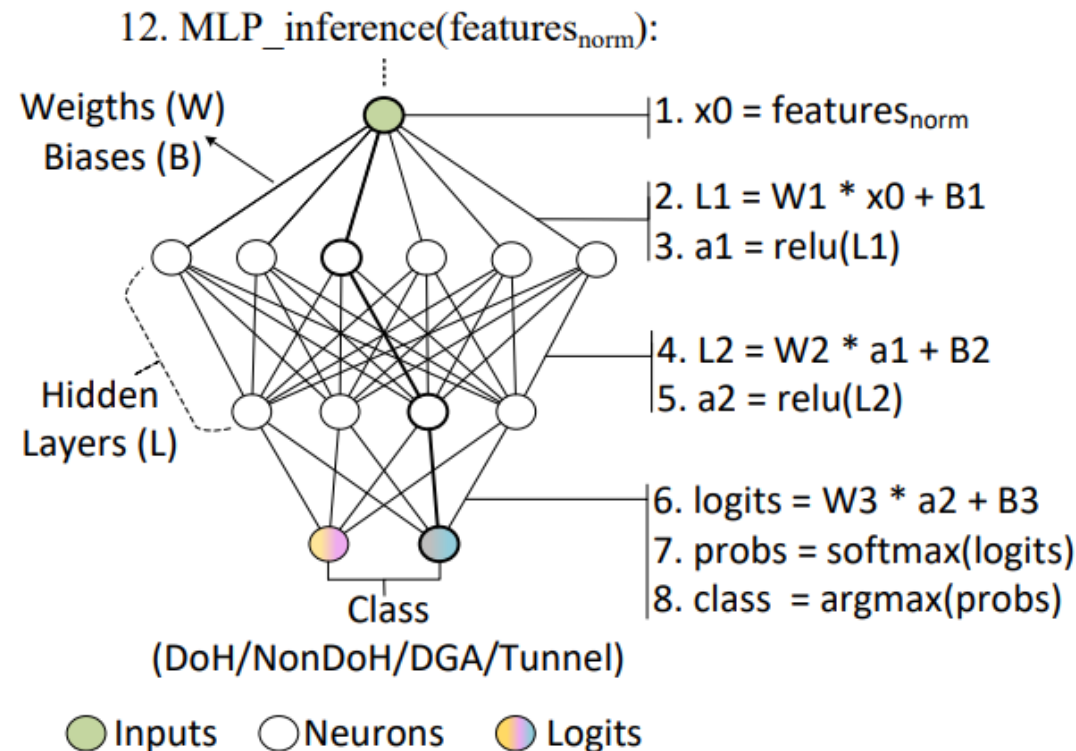 12. MLP_inference(features_norm):
Weigths (W)
Biases (B)
1. x0 = features_norm
2. L1 = W1 * x0 + B1
3. a1 = relu(L1)
4. L2 = W2 * a1 + B2
5. a2 = relu(L2)
Hidden
Layers (L)
6. logits = W3 * a2 + B3
7. probs = softmax(logits)
8. class = argmax(probs)
Class
(DoH/NonDoH/DGA/Tunnel)
Inputs Neurons Logits